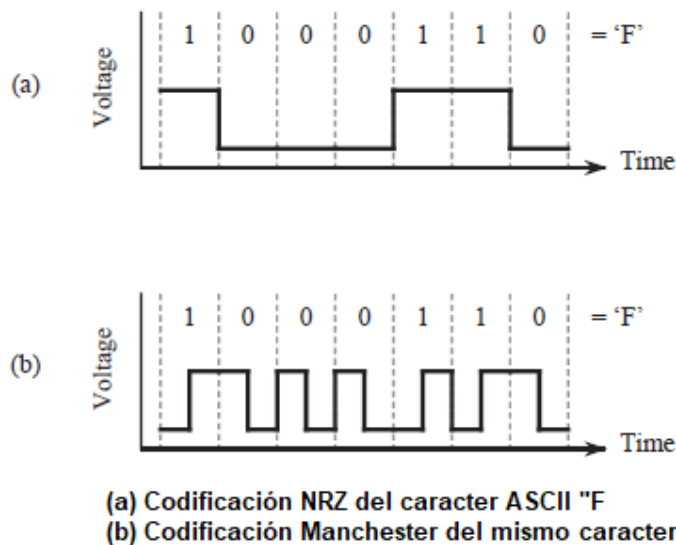 1 0 0 0 1 1 0 = ‘F’
(a)
Voltage
Time
1 0 0 0 1 1 0 = ‘F’
(b)
Voltage
Time
(a) Codificación NRZ del caracter ASCII "F
(b) Codificación Manchester del mismo caracter